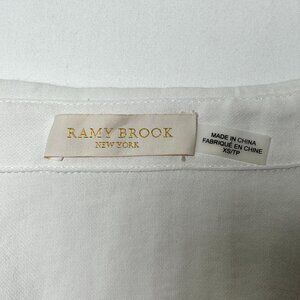 RAMY BROOK
NEW YORK
MADE IN CHINA
FABRIQUÉ EN CHINE
XS/TP